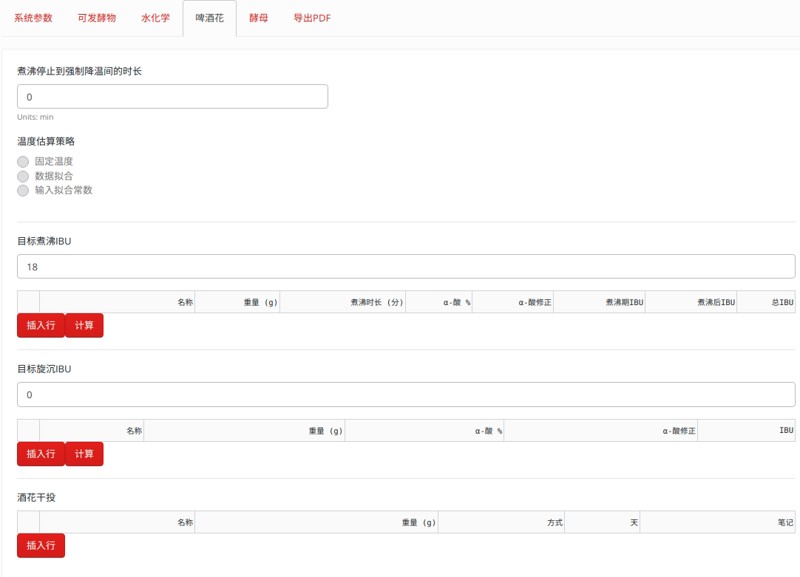 系统参数 可发酵物 水化学 啤酒花 酵母 导出PDF
煮沸停止到强制降温间的时长
0
Units: min
温度估算策略
固定温度
数据拟合
输入拟合常数
目标煮沸IBU
18
名称 重量 (g) 煮沸时长 (分) α-酸 % α-酸修正 煮沸期IBU 煮沸后IBU 总IBU
插入行 计算
目标旋沉IBU
0
名称 重量 (g) α-酸 % α-酸修正 IBU
插入行 计算
酒花干投
名称 重量 (g) 方式 天 笔记
插入行